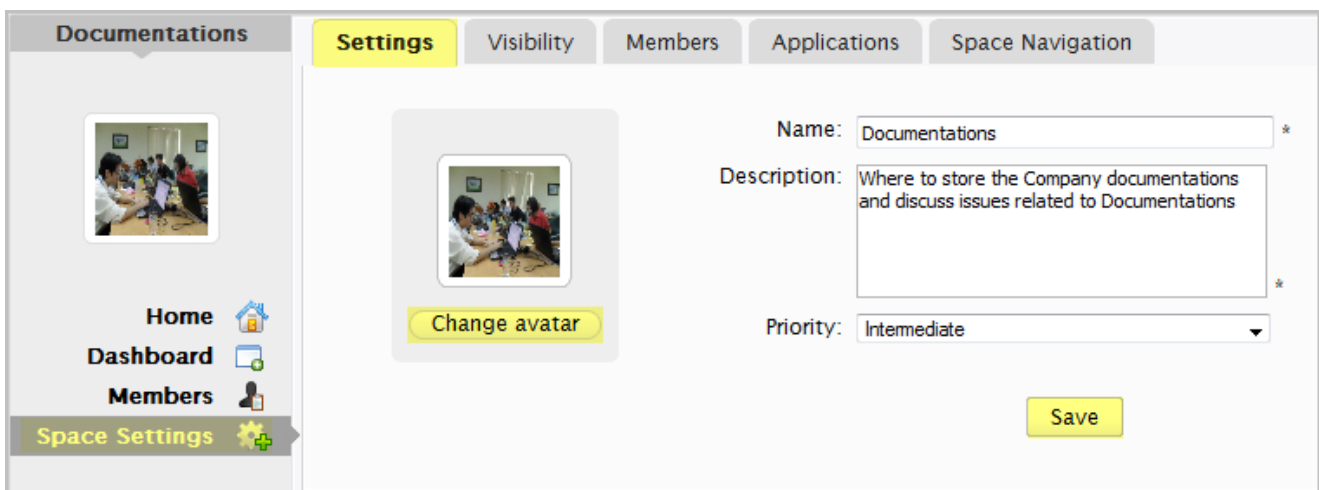 Documentations
Settings
Visibility
Members
Applications
Space Navigation
Name: Documentations *
Description: Where to store the Company documentations
and discuss issues related to Documentations
*
Change avatar
Priority: Intermediate
Save
Home
Dashboard
Members
Space Settings